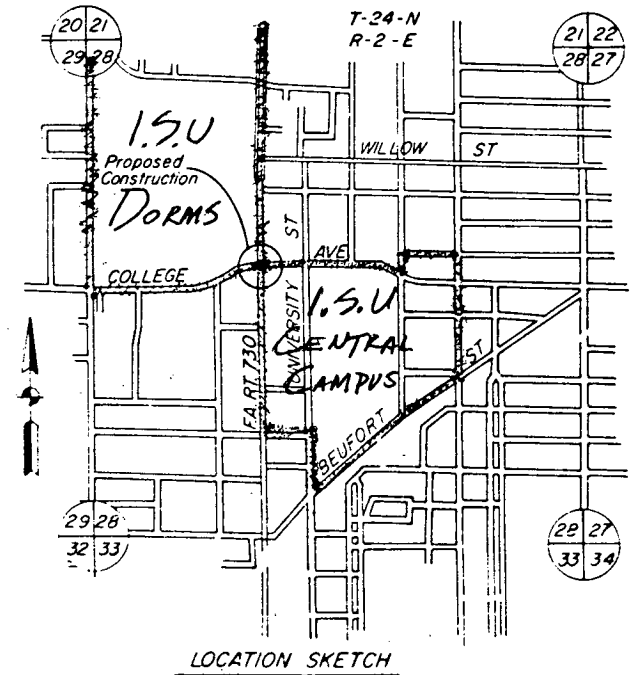 T-24-N
R-2-E
20 21
29 28
21 22
28 27
I.S.U
Proposed
Construction
DORMS
WILLOW ST
COLLEGE AVE
UNIVERSITY ST
I.S.U
CENTRAL
CAMPUS
FA RT. 730
BEUFORT ST
29 28
32 33
28 27
33 34
LOCATION SKETCH